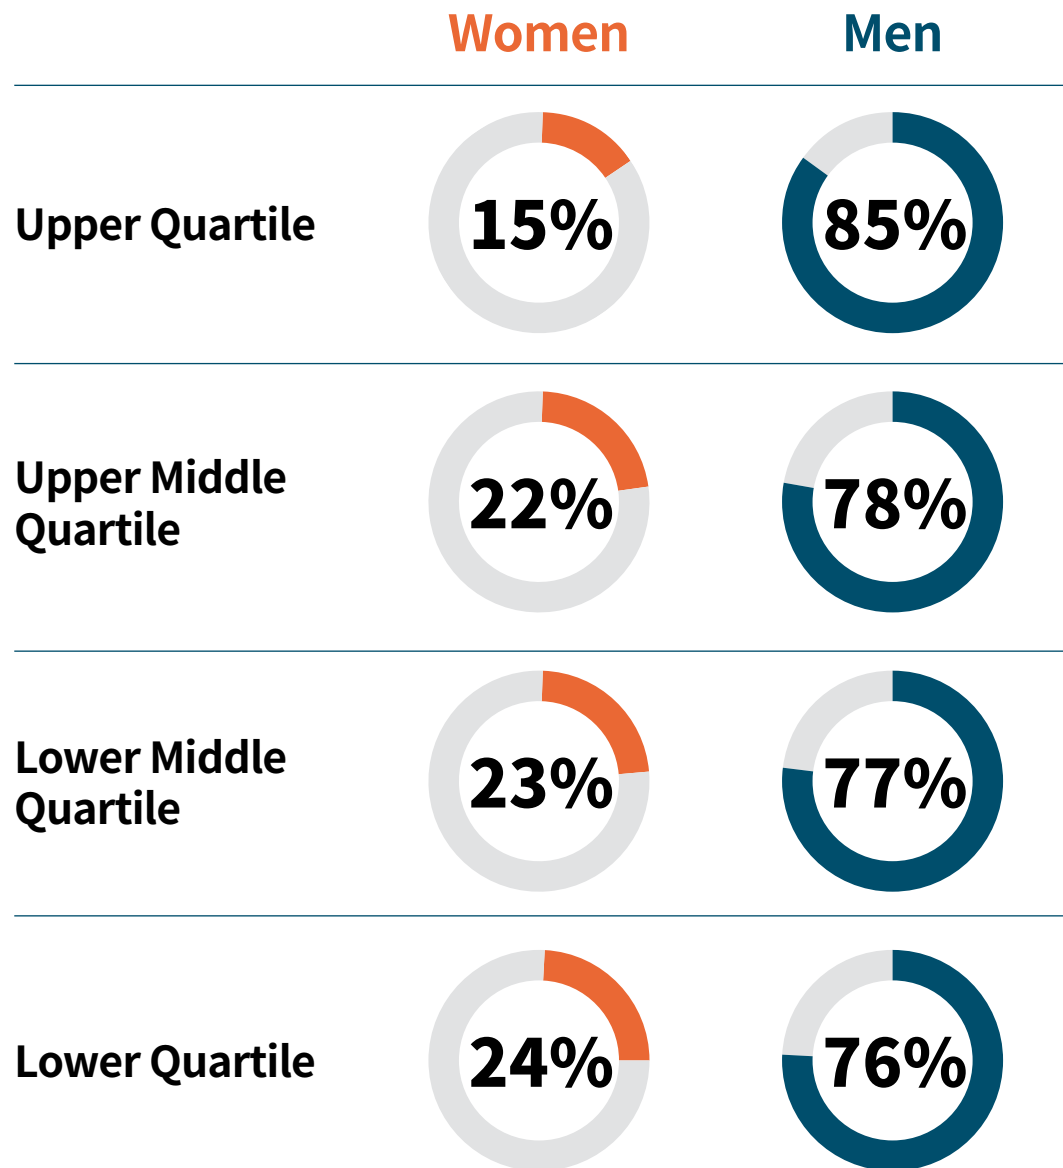 Women Men
Upper Quartile 15% 85%
Upper Middle
Quartile 22% 78%
Lower Middle
Quartile 23% 77%
Lower Quartile 24% 76%